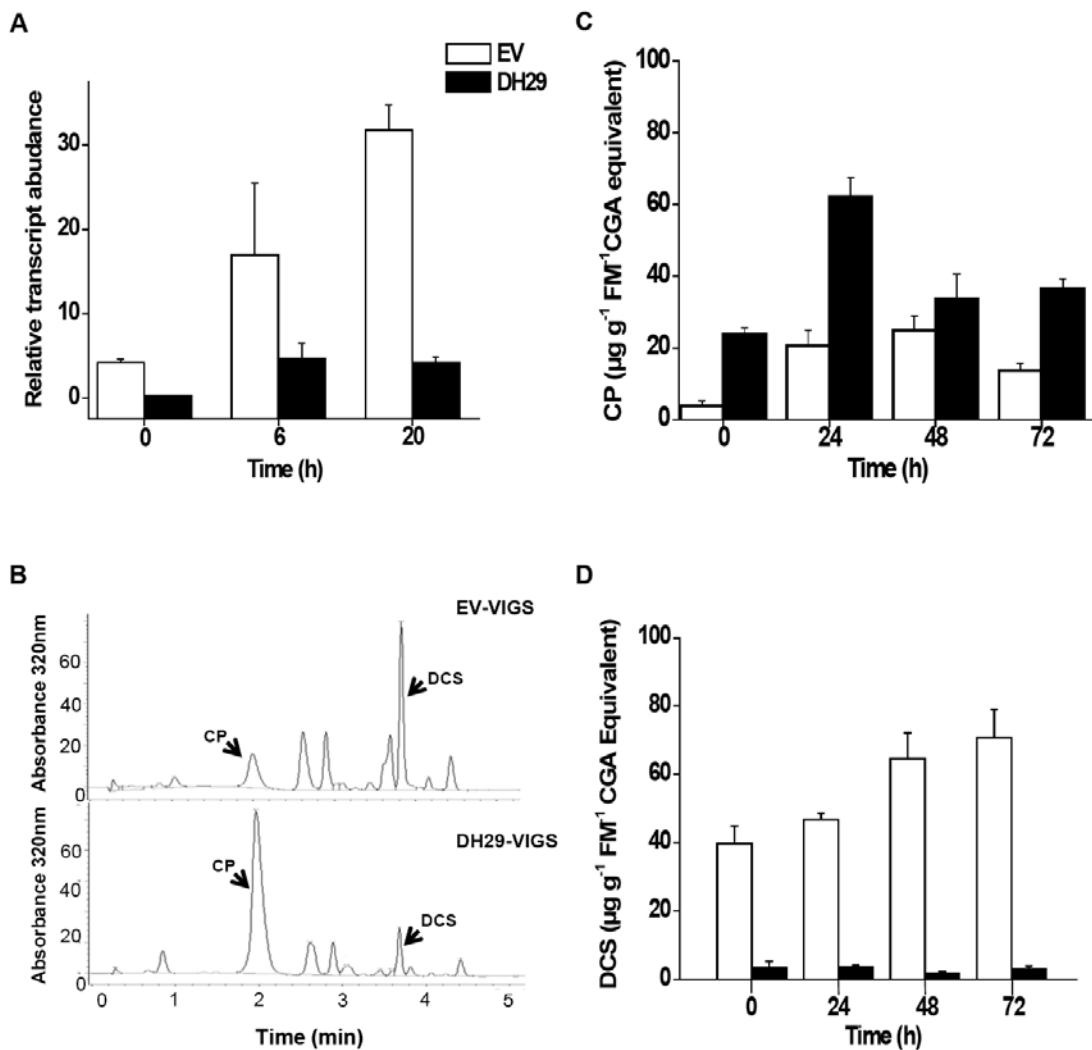 A
EV
DH29
Relative transcript abudance
30
20
10
0
0 6 20
Time (h)
C
CP (µg g⁻¹ FM⁻¹CGA equivalent)
100
80
60
40
20
0
0 24 48 72
Time (h)
B
EV-VIGS
Absorbance 320nm
60
40
20
0
CP
DCS
DH29-VIGS
Absorbance 320nm
60
40
20
0
CP
DCS
0 1 2 3 4 5
Time (min)
D
DCS (µg g⁻¹ FM⁻¹ CGA Equivalent)
100
80
60
40
20
0
0 24 48 72
Time (h)